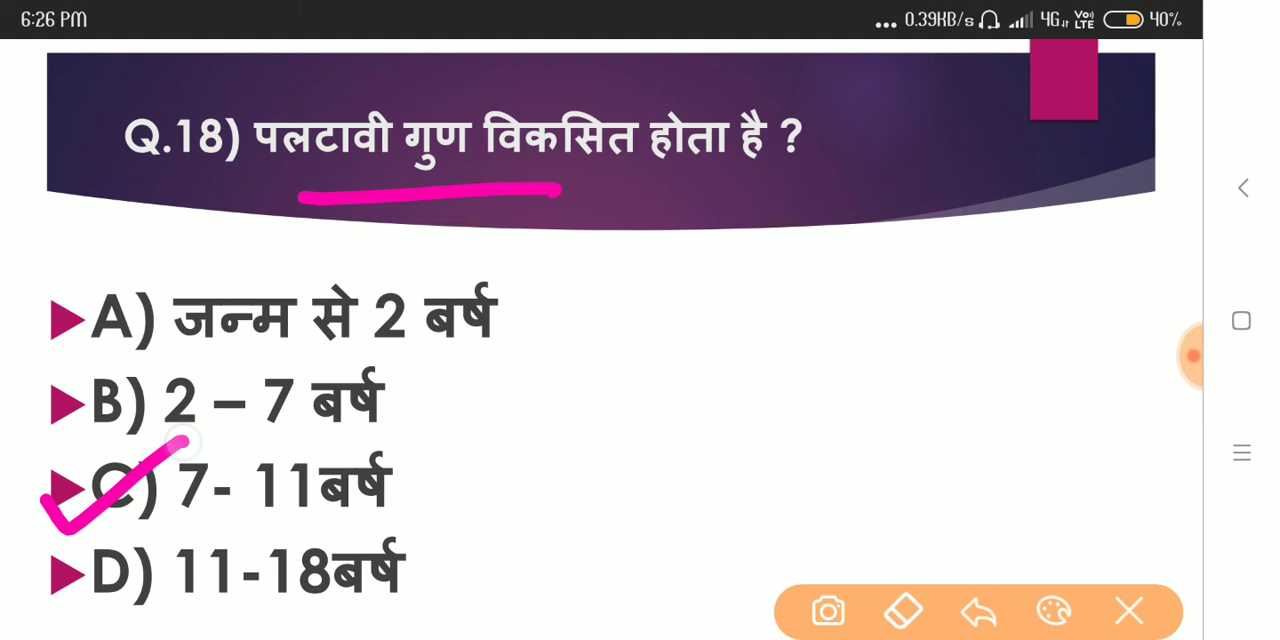 6:26 PM ... 0.39KB/s 4G Vo) LTE 40%
Q.18) पलटावी गुण विकसित होता है ?
A) जन्म से 2 बर्ष
B) 2 – 7 बर्ष
C) 7- 11बर्ष
D) 11-18बर्ष